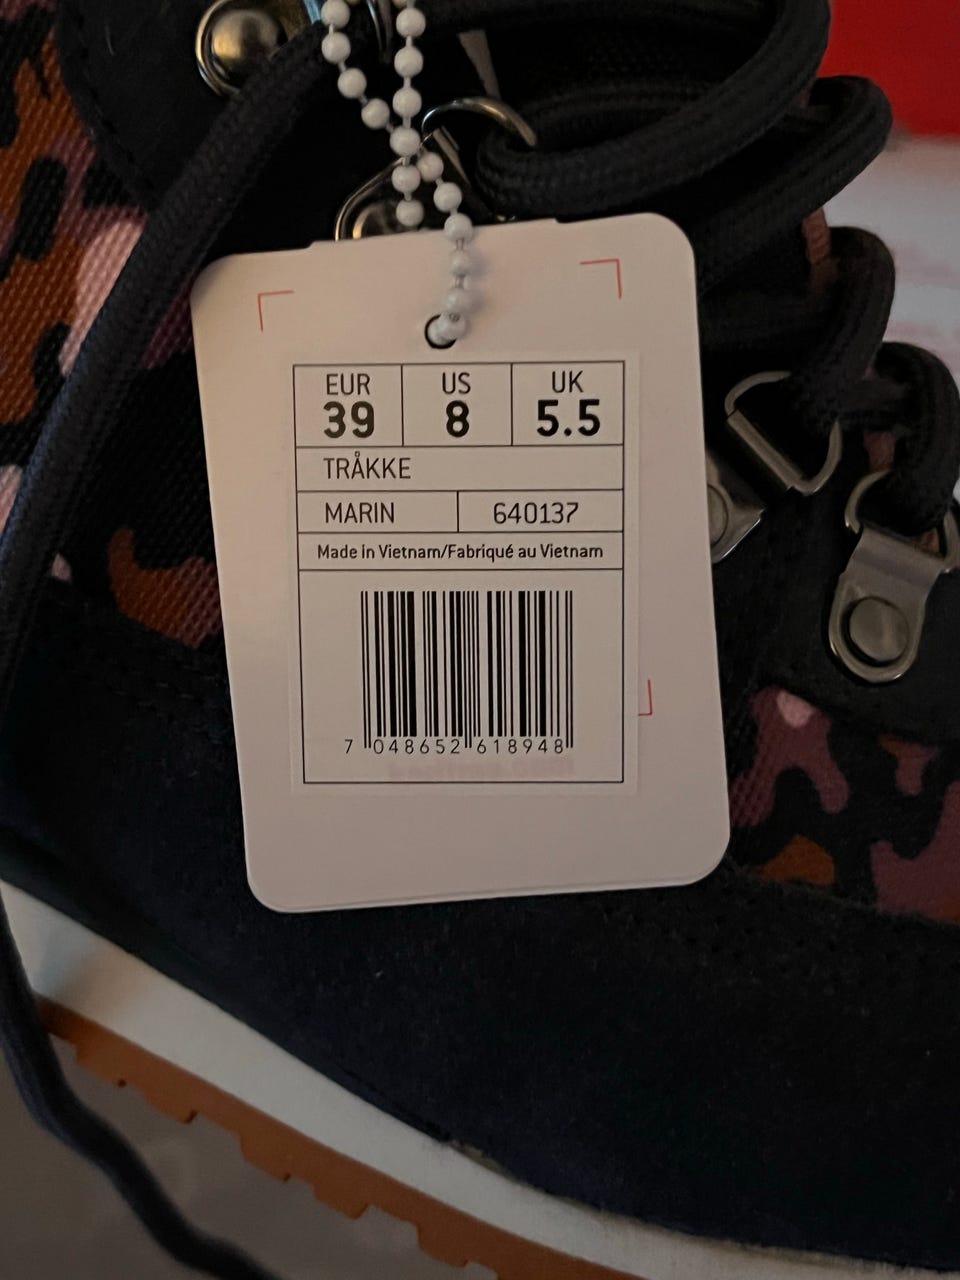 EUR US UK
39 8 5.5
TRÅKKE
MARIN 640137
Made in Vietnam/Fabriqué au Vietnam
7 048652 618948